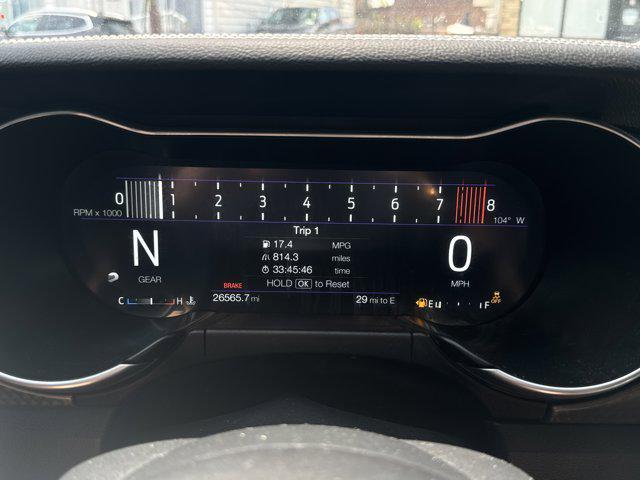 0 1 2 3 4 5 6 7 8
RPM x 1000
104° W
Trip 1
17.4 MPG
814.3 miles
33:45:46 time
HOLD OK to Reset
N
GEAR
0
MPH
C H
BRAKE
26565.7 mi
29 mi to E
E F
OFF